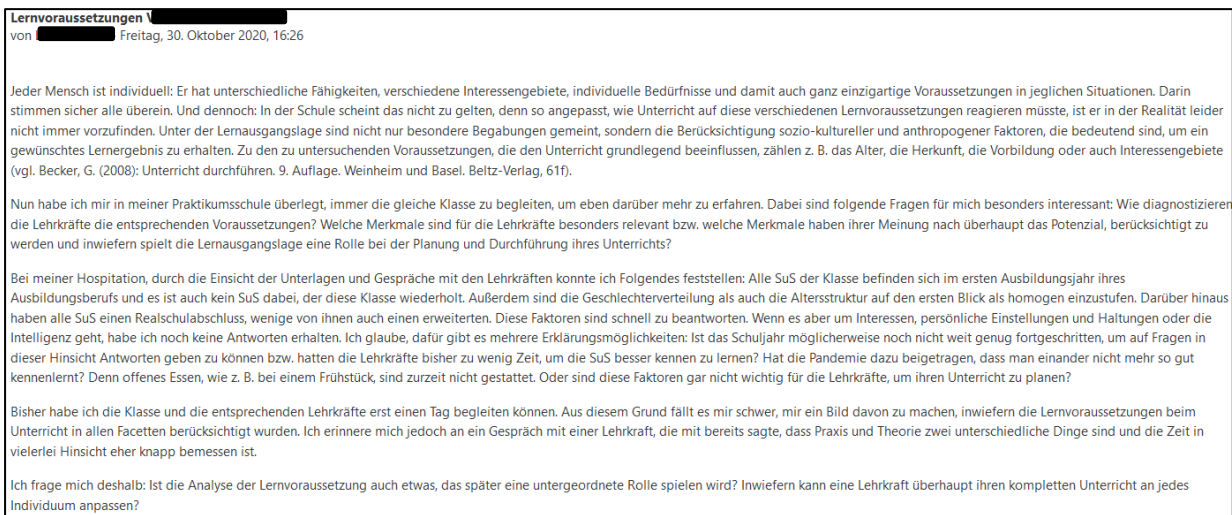 Lernvoraussetzungen
von Freitag, 30. Oktober 2020, 16:26
Jeder Mensch ist individuell: Er hat unterschiedliche Fähigkeiten, verschiedene Interessengebiete, individuelle Bedürfnisse und damit auch ganz einzigartige Voraussetzungen in jeglichen Situationen. Darin
stimmen sicher alle überein. Und dennoch: In der Schule scheint das nicht zu gelten, denn so angepasst, wie Unterricht auf diese verschiedenen Lernvoraussetzungen reagieren müsste, ist er in der Realität leider
nicht immer vorzufinden. Unter der Lernausgangslage sind nicht nur besondere Begabungen gemeint, sondern die Berücksichtigung sozio-kultureller und anthropogener Faktoren, die bedeutend sind, um ein
gewünschtes Lernergebnis zu erhalten. Zu den zu untersuchenden Voraussetzungen, die den Unterricht grundlegend beeinflussen, zählen z. B. das Alter, die Herkunft, die Vorbildung oder auch Interessengebiete
(vgl. Becker, G. (2008): Unterricht durchführen. 9. Auflage. Weinheim und Basel. Beltz-Verlag, 61f).
Nun habe ich mir in meiner Praktikumsschule überlegt, immer die gleiche Klasse zu begleiten, um eben darüber mehr zu erfahren. Dabei sind folgende Fragen für mich besonders interessant: Wie diagnostizieren
die Lehrkräfte die entsprechenden Voraussetzungen? Welche Merkmale sind für die Lehrkräfte besonders relevant bzw. welche Merkmale haben ihrer Meinung nach überhaupt das Potenzial, berücksichtigt zu
werden und inwiefern spielt die Lernausgangslage eine Rolle bei der Planung und Durchführung ihres Unterrichts?
Bei meiner Hospitation, durch die Einsicht der Unterlagen und Gespräche mit den Lehrkräften konnte ich Folgendes feststellen: Alle SuS der Klasse befinden sich im ersten Ausbildungsjahr ihres
Ausbildungsberufs und es ist auch kein SuS dabei, der diese Klasse wiederholt. Außerdem sind die Geschlechterverteilung als auch die Altersstruktur auf den ersten Blick als homogen einzustufen. Darüber hinaus
haben alle SuS einen Realschulabschluss, wenige von ihnen auch einen erweiterten. Diese Faktoren sind schnell zu beantworten. Wenn es aber um Interessen, persönliche Einstellungen und Haltungen oder die
Intelligenz geht, habe ich noch keine Antworten erhalten. Ich glaube, dafür gibt es mehrere Erklärungsmöglichkeiten: Ist das Schuljahr möglicherweise noch nicht weit genug fortgeschritten, um auf Fragen in
dieser Hinsicht Antworten geben zu können bzw. hatten die Lehrkräfte bisher zu wenig Zeit, um die SuS besser kennen zu lernen? Hat die Pandemie dazu beigetragen, dass man einander nicht mehr so gut
kennenlernt? Denn offenes Essen, wie z. B. bei einem Frühstück, sind zurzeit nicht gestattet. Oder sind diese Faktoren gar nicht wichtig für die Lehrkräfte, um ihren Unterricht zu planen?
Bisher habe ich die Klasse und die entsprechenden Lehrkräfte erst einen Tag begleiten können. Aus diesem Grund fällt es mir schwer, mir ein Bild davon zu machen, inwiefern die Lernvoraussetzungen beim
Unterricht in allen Facetten berücksichtigt wurden. Ich erinnere mich jedoch an ein Gespräch mit einer Lehrkraft, die mit bereits sagte, dass Praxis und Theorie zwei unterschiedliche Dinge sind und die Zeit in
vielerlei Hinsicht eher knapp bemessen ist.
Ich frage mich deshalb: Ist die Analyse der Lernvoraussetzung auch etwas, das später eine untergeordnete Rolle spielen wird? Inwiefern kann eine Lehrkraft überhaupt ihren kompletten Unterricht an jedes
Individuum anpassen?